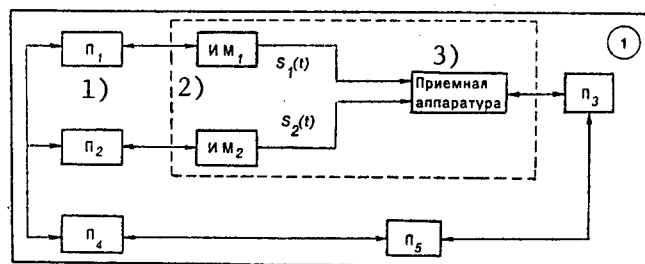 1
П₁
ИМ₁
S₁(t)
3)
1)
2)
Приемная
аппаратура
П₃
S₂(t)
П₂
ИМ₂
П₄
П₅